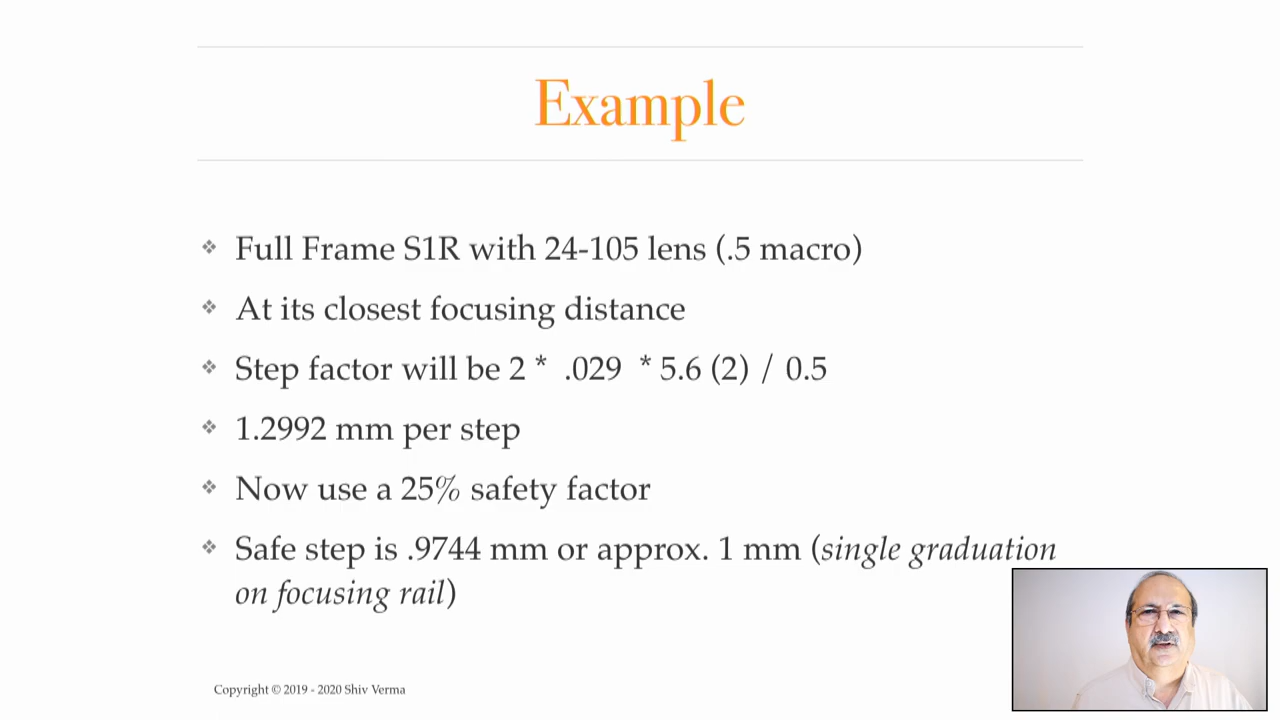 Example
Full Frame S1R with 24-105 lens (.5 macro)
At its closest focusing distance
Step factor will be 2 * .029 * 5.6 (2) / 0.5
1.2992 mm per step
Now use a 25% safety factor
Safe step is .9744 mm or approx. 1 mm (single graduation
on focusing rail)
Copyright © 2019 - 2020 Shiv Verma